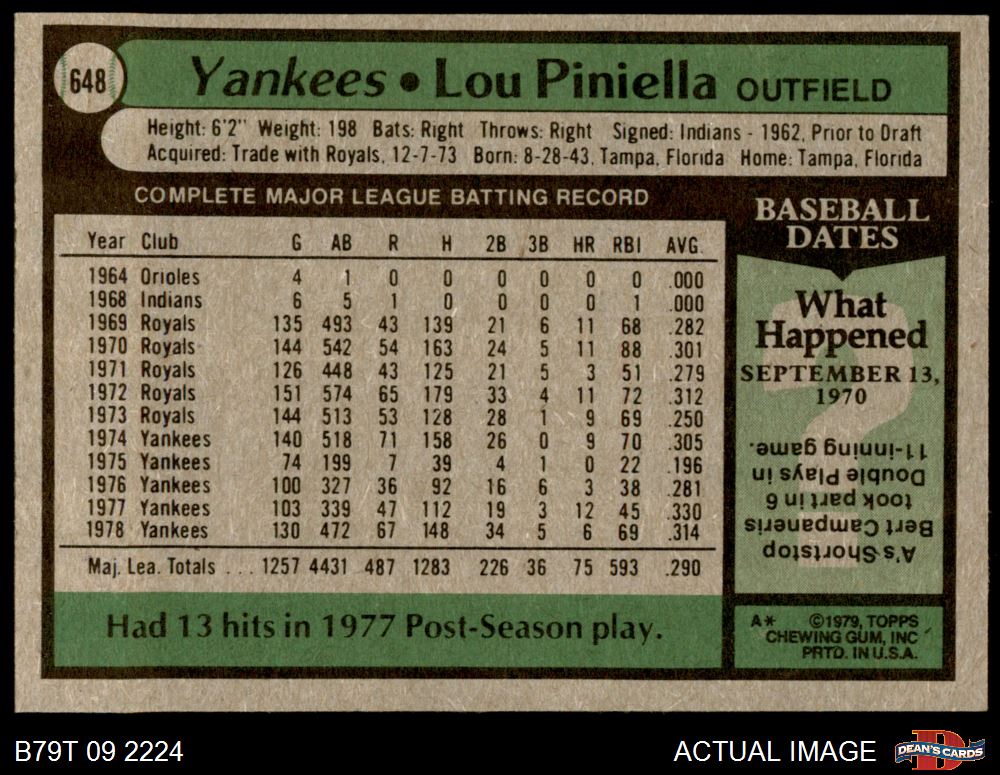 648
Yankees • Lou Piniella OUTFIELD
Height: 6'2" Weight: 198 Bats: Right Throws: Right Signed: Indians - 1962, Prior to Draft
Acquired: Trade with Royals, 12-7-73 Born: 8-28-43, Tampa, Florida Home: Tampa, Florida
COMPLETE MAJOR LEAGUE BATTING RECORD
Year Club G AB R H 2B 3B HR RBI AVG.
1964 Orioles 4 1 0 0 0 0 0 0 .000
1968 Indians 6 5 1 0 0 0 0 1 .000
1969 Royals 135 493 43 139 21 6 11 68 .282
1970 Royals 144 542 54 163 24 5 11 88 .301
1971 Royals 126 448 43 125 21 5 3 51 .279
1972 Royals 151 574 65 179 33 4 11 72 .312
1973 Royals 144 513 53 128 28 1 9 69 .250
1974 Yankees 140 518 71 158 26 0 9 70 .305
1975 Yankees 74 199 7 39 4 1 0 22 .196
1976 Yankees 100 327 36 92 16 6 3 38 .281
1977 Yankees 103 339 47 112 19 3 12 45 .330
1978 Yankees 130 472 67 148 34 5 6 69 .314
Maj. Lea. Totals ... 1257 4431 487 1283 226 36 75 593 .290
Had 13 hits in 1977 Post-Season play.
BASEBALL
DATES
What
Happened
SEPTEMBER 13,
1970
A's Shortstop
Bert Campaneris
took part in 6
Double Plays in
11-inning game.
A* ©1979, TOPPS
CHEWING GUM, INC
PRTD. IN U.S.A.
B79T 09 2224
ACTUAL IMAGE
DEAN'S CARDS